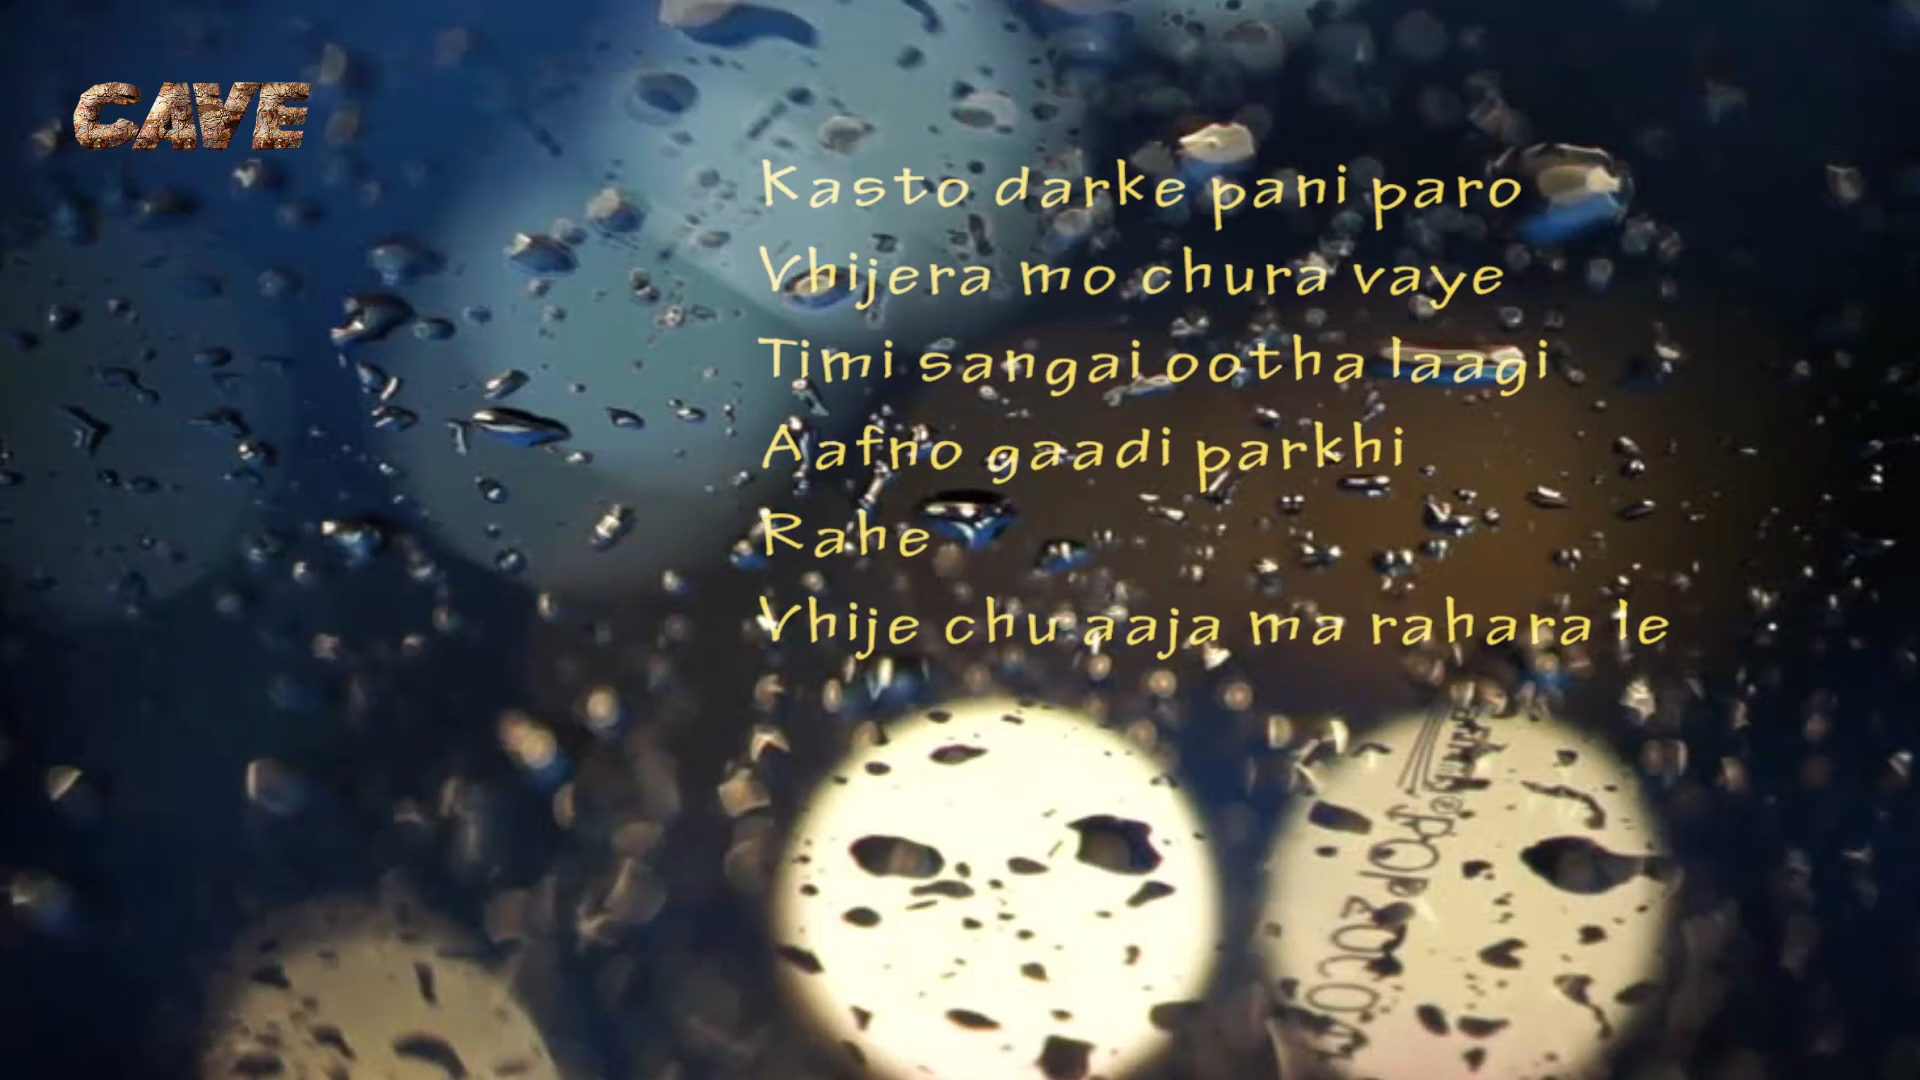 CAVE
Kasto darke pani paro
Vhijera mo chura vaye
Timi sangai ootha laagi
Aafno gaadi parkhi
Rahe
Vhije chu aaja ma rahara le